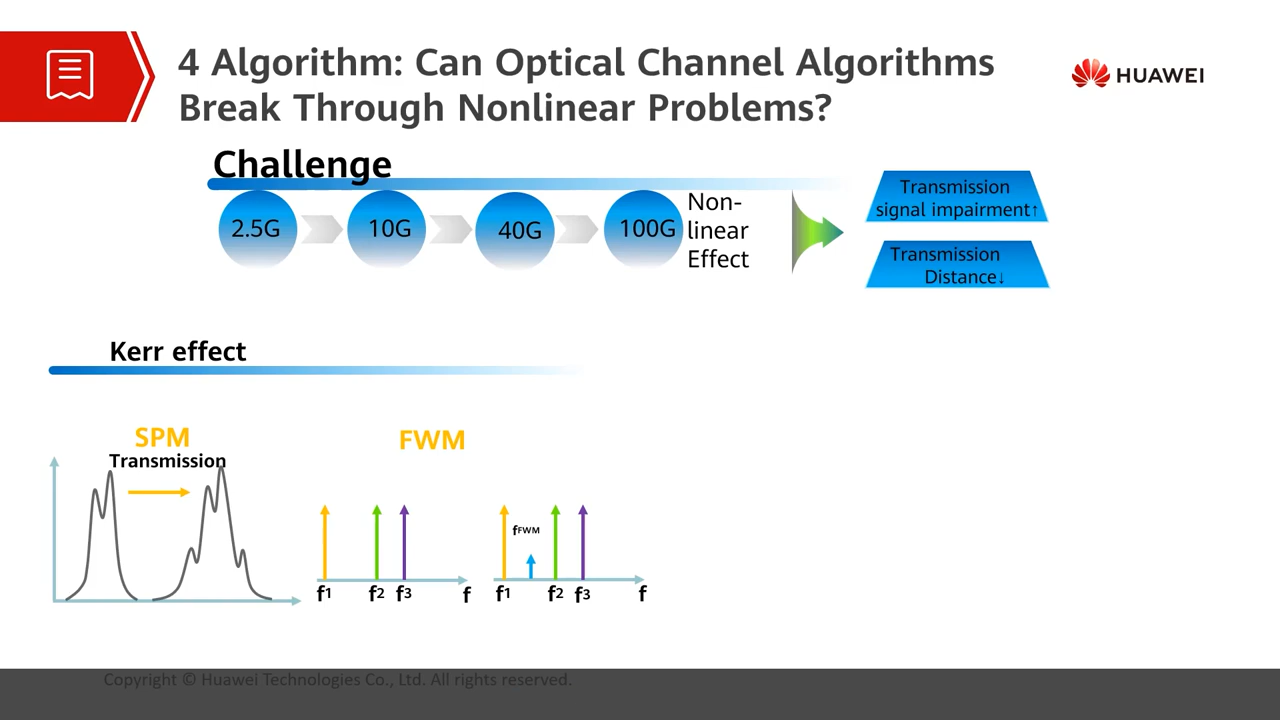 4 Algorithm: Can Optical Channel Algorithms
Break Through Nonlinear Problems?
HUAWEI
Challenge
2.5G
10G
40G
100G
Non-
linear
Effect
Transmission
signal impairment↑
Transmission
Distance↓
Kerr effect
SPM
Transmission
FWM
f1 f2 f3 f
fFWM
f1 f2 f3 f
Copyright © Huawei Technologies Co., Ltd. All rights reserved.